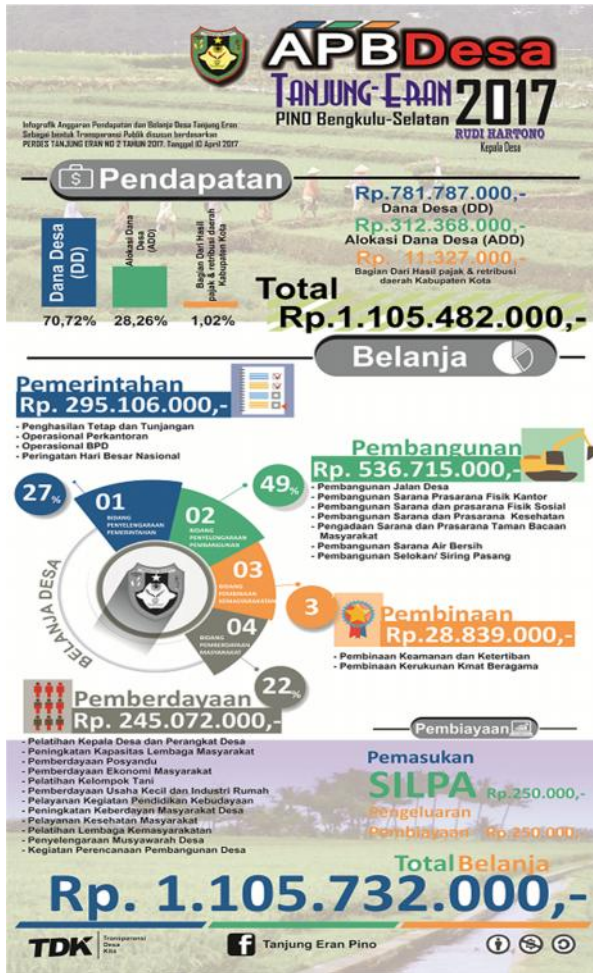 APBDesa
TANJUNG-ERAN
PINO Bengkulu-Selatan
2017
RUDI HARTONO
Kepala Desa
Infografik Anggaran Pendapatan dan Belanja Desa Tanjung Eran
Sebagai bentuk Transparansi Publik disusun berdasarkan
PERDES TANJUNG ERAN NO 2 TAHUN 2017. Tanggal 10 April 2017
Pendapatan
Dana Desa
(DD)
Alokasi Dana
Desa
(ADD)
Bagian Dari Hasil
pajak & retribusi daerah
Kabupaten Kota
70,72%
28,26%
1,02%
Rp.781.787.000,-
Dana Desa (DD)
Rp.312.368.000,-
Alokasi Dana Desa (ADD)
Rp. 11.327.000,-
Bagian Dari Hasil pajak & retribusi
daerah Kabupaten Kota
Total
Rp.1.105.482.000,-
Belanja
Pemerintahan
Rp. 295.106.000,-
- Penghasilan Tetap dan Tunjangan
- Operasional Perkantoran
- Operasional BPD
- Peringatan Hari Besar Nasional
Pembangunan
Rp. 536.715.000,-
- Pembangunan Jalan Desa
- Pembangunan Sarana Prasarana Fisik Kantor
- Pembangunan Sarana dan prasarana Fisik Sosial
- Pembangunan Sarana dan Prasarana Kesehatan
- Pengadaan Sarana dan Prasarana Taman Bacaan
Masyarakat
- Pembangunan Sarana Air Bersih
- Pembangunan Selokan/ Siring Pasang
27%
49%
3
22%
01
BIDANG
PENYELENGARAAN
PEMERINTAHAN
02
BIDANG
PENYELENGARAAN
PEMBANGUNAN
03
BIDANG
PEMBINAAN
KEMASYARAKATAN
04
BIDANG
PEMBERDAYAAN
MASYARAKAT
BELANJA DESA
Pembinaan
Rp.28.839.000,-
- Pembinaan Keamanan dan Ketertiban
- Pembinaan Kerukunan Kmat Beragama
Pemberdayaan
Rp. 245.072.000,-
- Pelatihan Kepala Desa dan Perangkat Desa
- Peningkatan Kapasitas Lembaga Masyarakat
- Pemberdayaan Posyandu
- Pemberdayaan Ekonomi Masyarakat
- Pelatihan Kelompok Tani
- Pemberdayaan Usaha Kecil dan Industri Rumah
- Pelayanan Kegiatan Pendidikan Kebudayaan
- Peningkatan Keberdayan Masyarakat Desa
- Pelayanan Kesehatan Masyarakat
- Pelatihan Lembaga Kemasyarakatan
- Penyelengaraan Musyawarah Desa
- Kegiatan Perencanaan Pembangunan Desa
Pembiayaan
Pemasukan
SILPA Rp.250.000,-
Pengeluaran
Pembiayaan Rp.250.000,
Total Belanja
Rp. 1.105.732.000,-
TDK
Transparansi
Desa
Kita
Tanjung Eran Pino